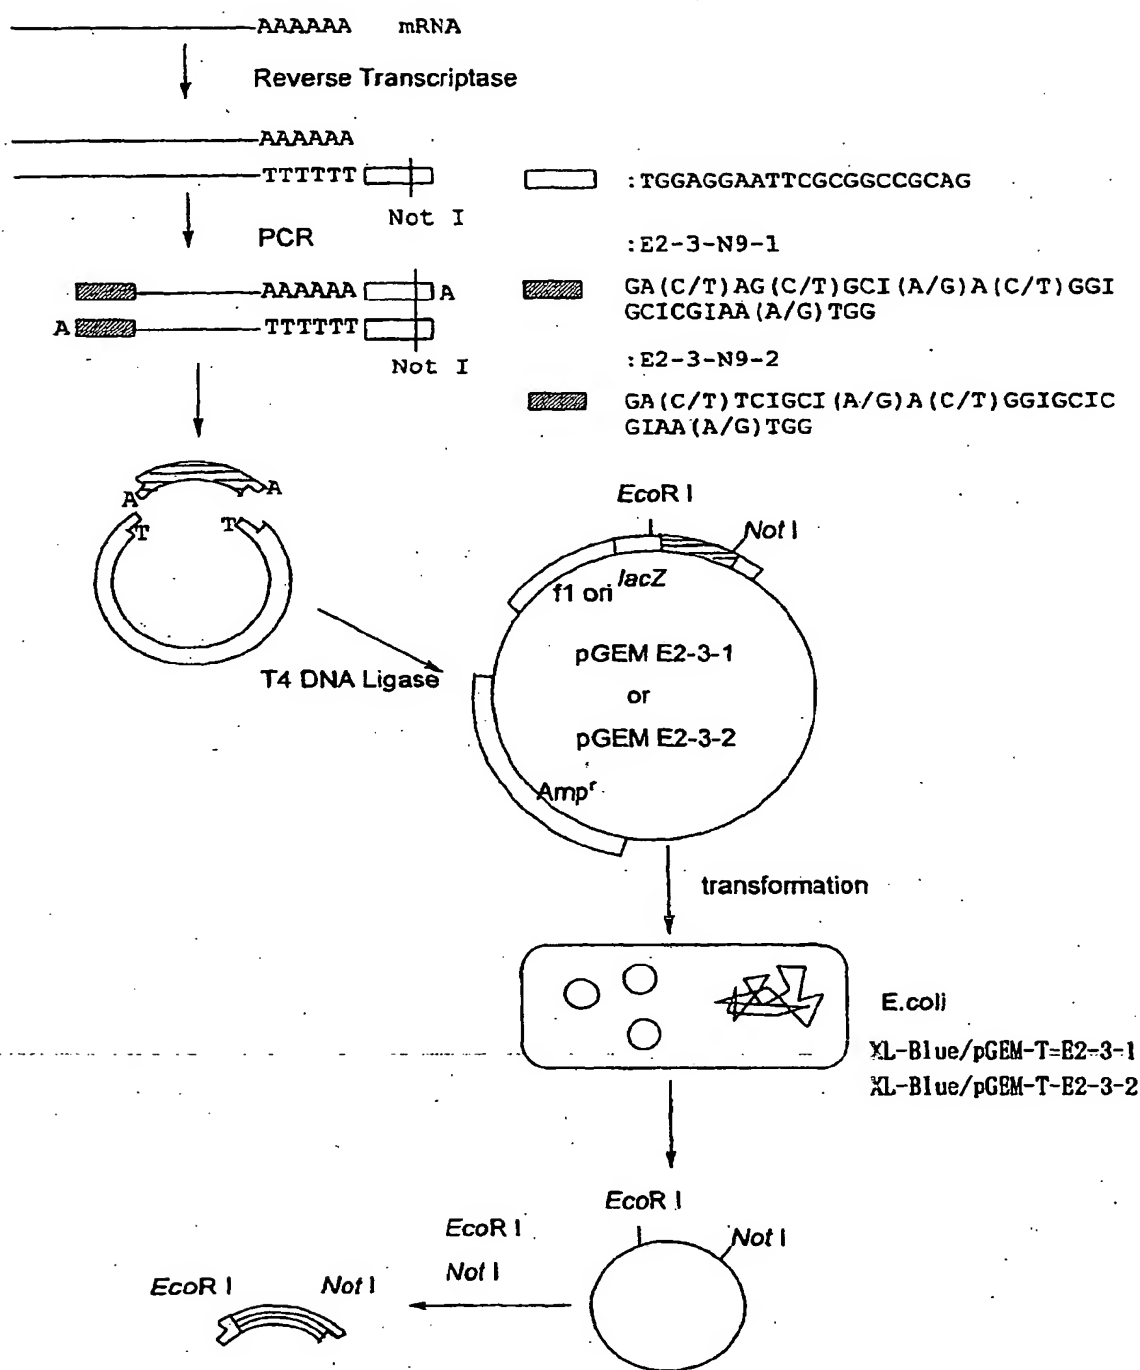 AAAAAA mRNA
Reverse Transcriptase
AAAAAA
TTTTTT
Not I
:TGGAGGAATTCGCGGCCGCAG
PCR
:E2-3-N9-1
AAAAAA A
GA(C/T)AG(C/T)GCI(A/G)A(C/T)GGI
GCICGIAA(A/G)TGG
A TTTTTT
Not I
:E2-3-N9-2
GA(C/T)TCIGCI(A/G)A(C/T)GGIGCIC
GIAA(A/G)TGG
A A
T T
EcoR I
Not I
lacZ
f1 ori
pGEM E2-3-1
or
pGEM E2-3-2
T4 DNA Ligase
Ampr
transformation
E.coli
XL-Blue/pGEM-T=E2-3-1
XL-Blue/pGEM-T-E2-3-2
EcoR I
Not I
EcoR I
Not I
EcoR I Not I